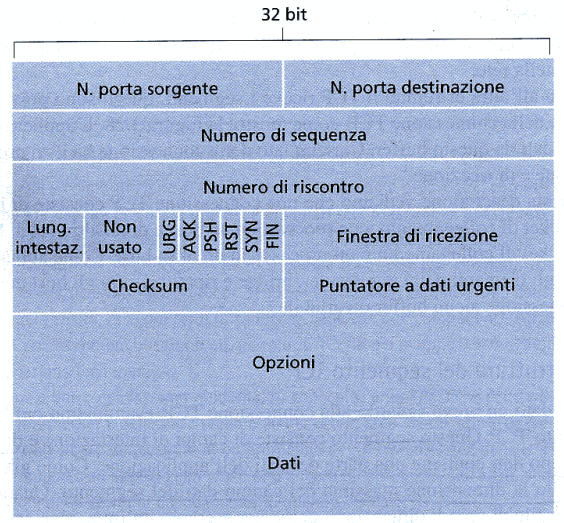 32 bit
N. porta sorgente
N. porta destinazione
Numero di sequenza
Numero di riscontro
Lung.
intestaz.
Non
usato
URG
ACK
PSH
RST
SYN
FIN
Finestra di ricezione
Checksum
Puntatore a dati urgenti
Opzioni
Dati